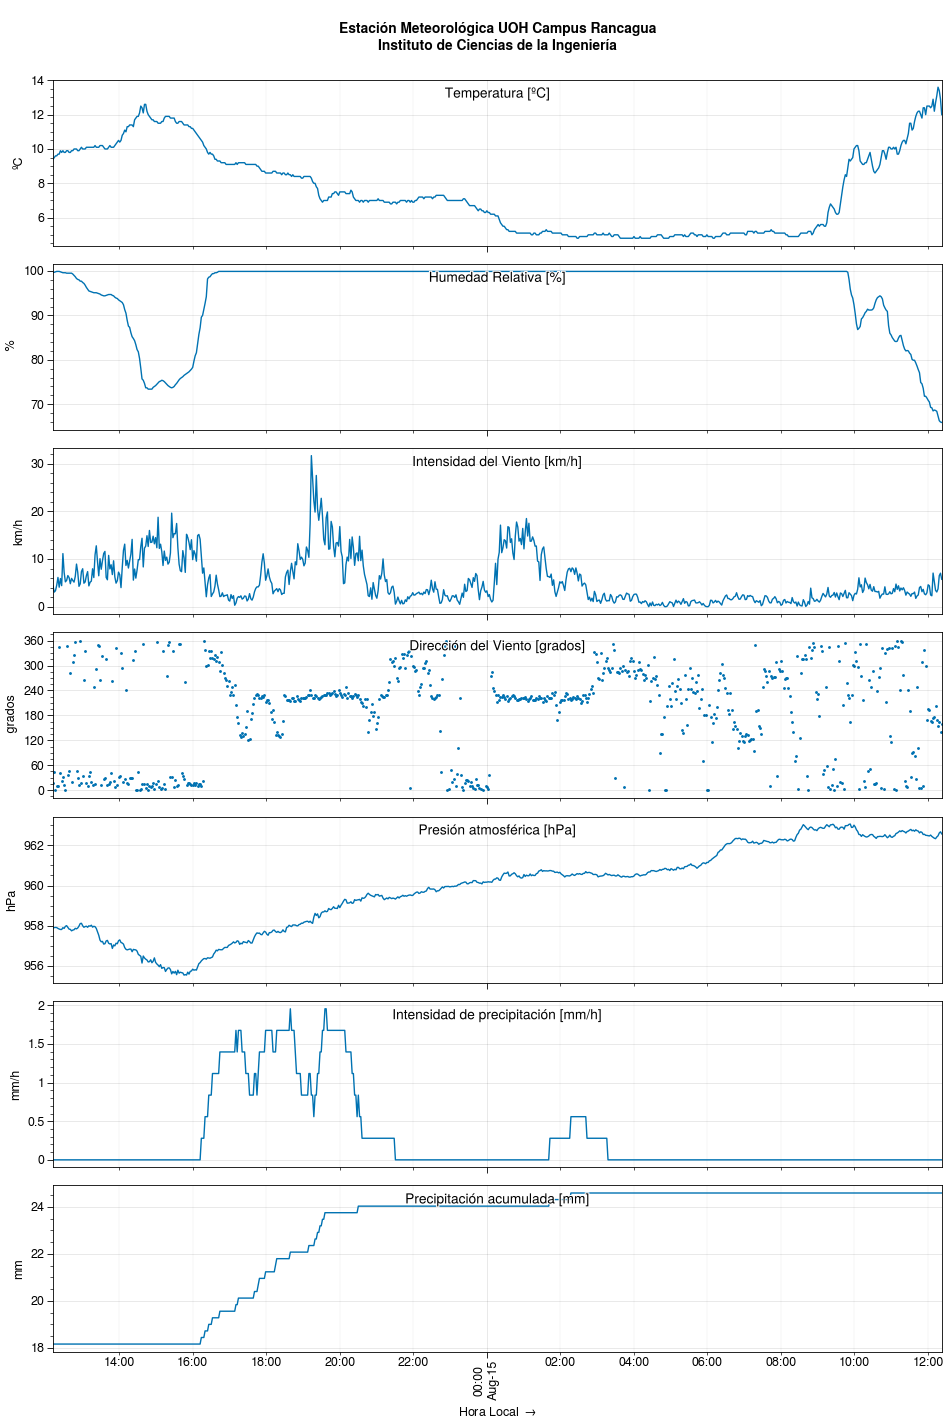 Estación Meteorológica UOH Campus Rancagua
Instituto de Ciencias de la Ingeniería
Temperatura [ºC]
14
12
10
8
6
ºC
Humedad Relativa [%]
100
90
80
70
%
Intensidad del Viento [km/h]
30
20
10
0
km/h
Dirección del Viento [grados]
360
300
240
180
120
60
0
grados
Presión atmosférica [hPa]
962
960
958
956
hPa
Intensidad de precipitación [mm/h]
2
1.5
1
0.5
0
mm/h
Precipitación acumulada [mm]
24
22
20
18
mm
14:00 16:00 18:00 20:00 22:00 00:00 02:00 04:00 06:00 08:00 10:00 12:00
Aug-15
Hora Local →